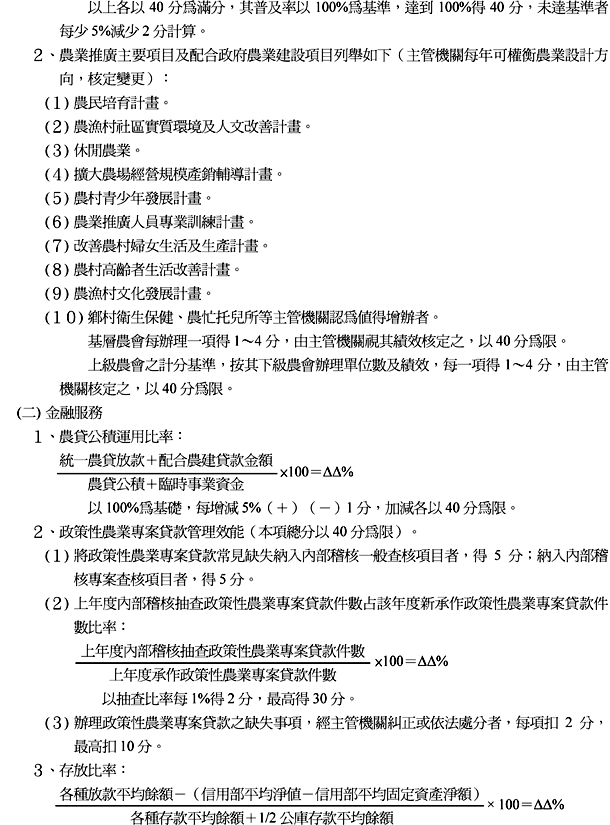 以上各以 40 分為滿分，其普及率以 100%為基準，達到 100%得 40 分，未達基準者
每少 5%減少 2 分計算。
２、農業推廣主要項目及配合政府農業建設項目列舉如下（主管機關每年可權衡農業設計方
向，核定變更）：
(１) 農民培育計畫。
(２) 農漁村社區實質環境及人文改善計畫。
(３) 休閒農業。
(４) 擴大農場經營規模產銷輔導計畫。
(５) 農村青少年發展計畫。
(６) 農業推廣人員專業訓練計畫。
(７) 改善農村婦女生活及生產計畫。
(８) 農村高齡者生活改善計畫。
(９) 農漁村文化發展計畫。
(１０) 鄉村衛生保健、農忙托兒所等主管機關認為值得增辦者。
基層農會每辦理一項得 1～4 分，由主管機關視其績效核定之，以 40 分為限。
上級農會之計分基準，按其下級農會辦理單位數及績效，每一項得 1～4 分，由主管
機關核定之，以 40 分為限。
(二) 金融服務
１、農貸公積運用比率：
統一農貸放款＋配合農建貸款金額
農貸公積＋臨時事業資金
×100＝ΔΔ%
以 100%為基礎，每增減 5%（＋）（－）1 分，加減各以 40 分為限。
２、政策性農業專案貸款管理效能（本項總分以 40 分為限）。
(１) 將政策性農業專案貸款常見缺失納入內部稽核一般查核項目者，得 5 分；納入內部稽
核專案查核項目者，得 5 分。
(２) 上年度內部稽核抽查政策性農業專案貸款件數占該年度新承作政策性農業專案貸款件
數比率：
上年度內部稽核抽查政策性農業專案貸款件數
上年度承作政策性農業專案貸款件數
×100＝ΔΔ%
以抽查比率每 1%得 2 分，最高得 30 分。
(３) 辦理政策性農業專案貸款之缺失事項，經主管機關糾正或依法處分者，每項扣 2 分，
最高扣 10 分。
３、存放比率：
各種放款平均餘額－（信用部平均淨值－信用部平均固定資產淨額）
各種存款平均餘額＋1/2 公庫存款平均餘額
× 100＝ΔΔ%